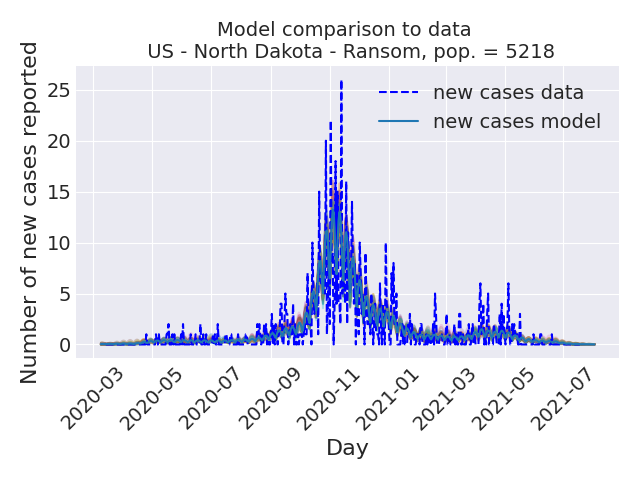 Model comparison to data
US - North Dakota - Ransom, pop. = 5218
Number of new cases reported
25
20
15
10
5
0
new cases data
new cases model
2020-03
2020-05
2020-07
2020-09
2020-11
2021-01
2021-03
2021-05
2021-07
Day